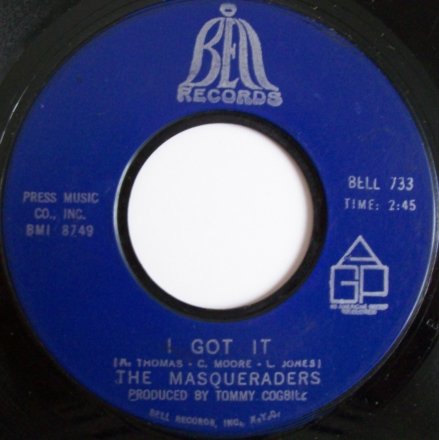 BELL
RECORDS
PRESS MUSIC
CO., INC.
BMI 8749
BELL 733
TIME: 2:45
AGP
I GOT IT
(A. THOMAS - C. MOORE - L. JONES)
THE MASQUERADERS
PRODUCED BY TOMMY COGBILL
BELL RECORDS, INC., N.Y.C.